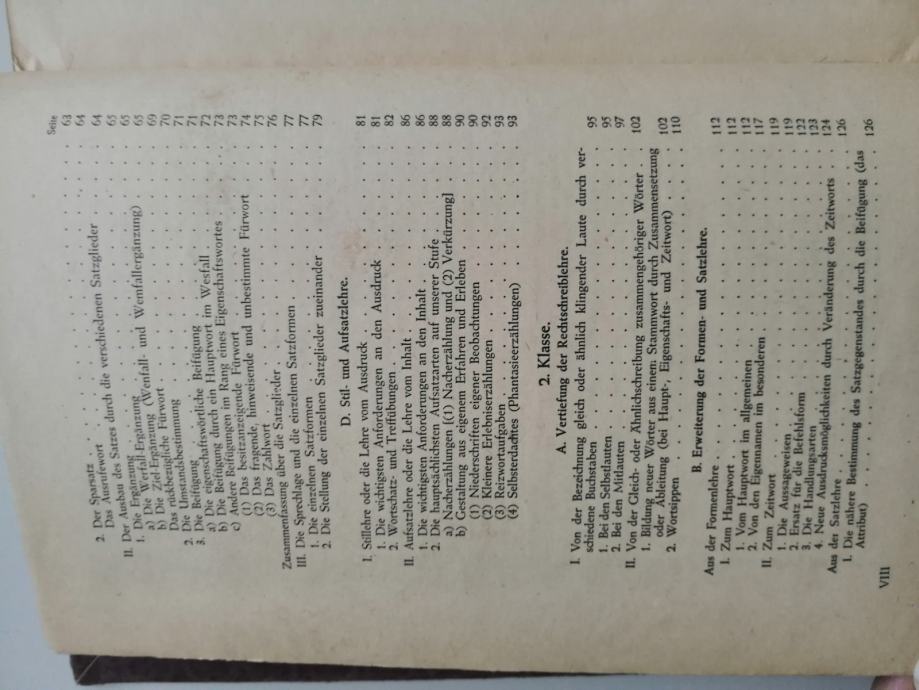 Seite
2. Der Sparsatz . . . . . . . . . . 63
Das Ausrufewort . . . . . . . . . . 64
II. Der Ausbau des Satzes durch die verschiedenen Satzglieder . . 64
1. Die Ergänzung . . . . . . . . . . 65
a) Die Werfall-Ergänzung . . . . . . . . . . 65
b) Die Ziel-Ergänzung (Wenfall- und Wemfallergänzung) . . 65
Das rückbezügliche Fürwort . . . . . . . . . . 69
2. Die Umstandsbestimmung . . . . . . . . . . 70
3. Die Beifügung . . . . . . . . . . 71
a) Die eigenschaftswörtliche Beifügung . . . . . . . . . . 71
b) Die Beifügung durch ein Hauptwort im Wesfall . . . . 72
c) Andere Beifügungen im Rang eines Eigenschaftswortes . . 73
(1) Das besitzanzeigende Fürwort . . . . . . . . . . 73
(2) Das fragende, hinweisende und unbestimmte Fürwort . . 74
(3) Das Zahlwort . . . . . . . . . . 75
Zusammenfassung über die Satzglieder . . . . . . . . . . 76
III. Die Sprechlage und die einzelnen Satzformen . . . . . . 77
1. Die einzelnen Satzformen . . . . . . . . . . 77
2. Die Stellung der einzelnen Satzglieder zueinander . . . . 79
D. Stil- und Aufsatzlehre.
I. Stillehre oder die Lehre vom Ausdruck . . . . . . . . 81
1. Die wichtigsten Anforderungen an den Ausdruck . . . . 81
2. Wortschatz- und Treffübungen . . . . . . . . . . 82
II. Aufsatzlehre oder die Lehre vom Inhalt . . . . . . . . 86
1. Die wichtigsten Anforderungen an den Inhalt . . . . . . 86
2. Die hauptsächlichsten Aufsatzarten auf unserer Stufe . . 88
a) Nacherzählungen [(1) Nacherzählung und (2) Verkürzung] 88
b) Gestaltung aus eigenem Erfahren und Erleben . . . . 90
(1) Niederschriften eigener Beobachtungen . . . . . . 90
(2) Kleinere Erlebniserzählungen . . . . . . . . . . 92
(3) Reizwortaufgaben . . . . . . . . . . 93
(4) Selbsterdachtes (Phantasieerzählungen) . . . . . . 93
2. Klasse.
A. Vertiefung der Rechtschreiblehre.
I. Von der Bezeichnung gleich oder ähnlich klingender Laute durch ver-
schiedene Buchstaben . . . . . . . . . . 95
1. Bei den Selbstlauten . . . . . . . . . . 95
2. Bei den Mitlauten . . . . . . . . . . 97
II. Von der Gleich- oder Ähnlichschreibung zusammengehöriger Wörter . . 102
1. Bildung neuer Wörter aus einem Stammwort durch Zusammensetzung
oder Ableitung (bei Haupt-, Eigenschafts- und Zeitwort) . . 102
2. Wortsippen . . . . . . . . . . 110
B. Erweiterung der Formen- und Satzlehre.
Aus der Formenlehre . . . . . . . . . . 112
I. Zum Hauptwort . . . . . . . . . . 112
1. Vom Hauptwort im allgemeinen . . . . . . . . . . 112
2. Von den Eigennamen im besonderen . . . . . . . . 117
II. Zum Zeitwort . . . . . . . . . . 119
1. Die Aussageweisen . . . . . . . . . . 119
2. Ersatz für die Befehlsform . . . . . . . . . . 122
3. Die Handlungsarten . . . . . . . . . . 123
4. Neue Ausdrucksmöglichkeiten durch Veränderung des Zeitworts . . 124
Aus der Satzlehre . . . . . . . . . . 126
I. Die nähere Bestimmung des Satzgegenstandes durch die Beifügung (das
Attribut) . . . . . . . . . . 126
VIII